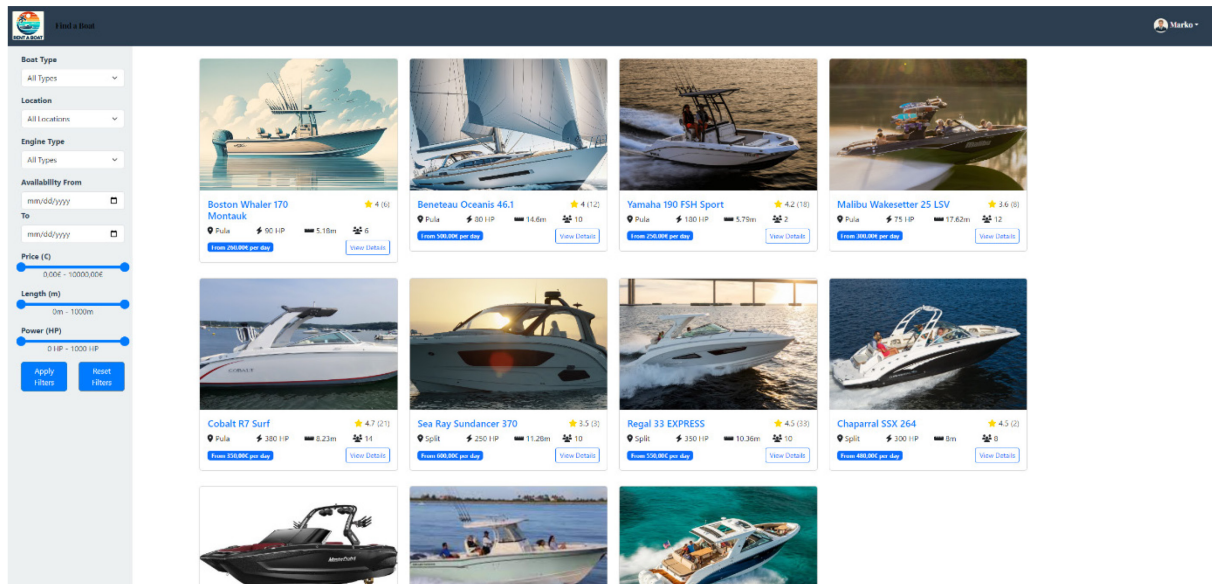 RENT A BOAT
Find a Boat
Marko
Boat Type
All Types
Location
All Locations
Engine Type
All Types
Availability From
mm/dd/yyyy
To
mm/dd/yyyy
Price (€)
0,00€ - 10000,00€
Length (m)
0m - 1000m
Power (HP)
0 HP - 1000 HP
Apply Filters
Reset Filters
Boston Whaler 170 Montauk
4 (6)
Pula 90 HP 5.18m 6
From 260,00€ per day
View Details
Beneteau Oceanis 46.1
4 (12)
Pula 80 HP 14.6m 10
From 500,00€ per day
View Details
Yamaha 190 FSH Sport
4.2 (18)
Pula 180 HP 5.79m 2
From 250,00€ per day
View Details
Malibu Wakesetter 25 LSV
3.6 (8)
Pula 75 HP 17.62m 12
From 300,00€ per day
View Details
COBALT
Cobalt R7 Surf
4.7 (21)
Pula 380 HP 8.23m 14
From 350,00€ per day
View Details
Sea Ray Sundancer 370
3.5 (3)
Split 250 HP 11.28m 10
From 600,00€ per day
View Details
Regal 33 EXPRESS
4.5 (33)
Split 350 HP 10.36m 10
From 550,00€ per day
View Details
Chaparral SSX 264
4.5 (2)
Split 300 HP 8m 8
From 480,00€ per day
View Details
MasterCraft